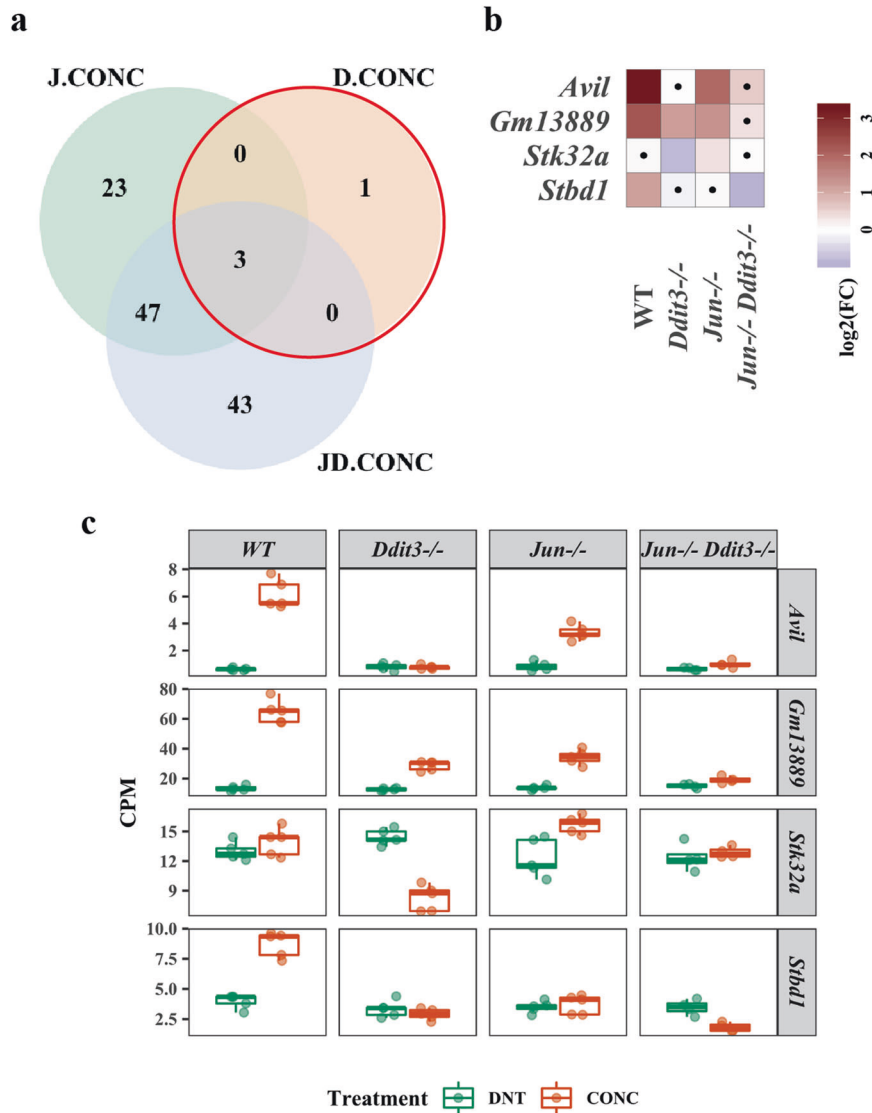 a
J.CONC
D.CONC
0
23
1
3
47
0
43
JD.CONC
b
Avil
Gm13889
Stk32a
Stbd1
WT
Ddit3-/-
Jun-/-
Jun-/- Ddit3-/-
3
2
1
0
log2(FC)
c
WT
Ddit3-/-
Jun-/-
Jun-/- Ddit3-/-
8
6
4
2
Avil
80
60
40
20
Gm13889
CPM
15
12
9
Stk32a
10.0
7.5
5.0
2.5
Stbd1
Treatment DNT CONC